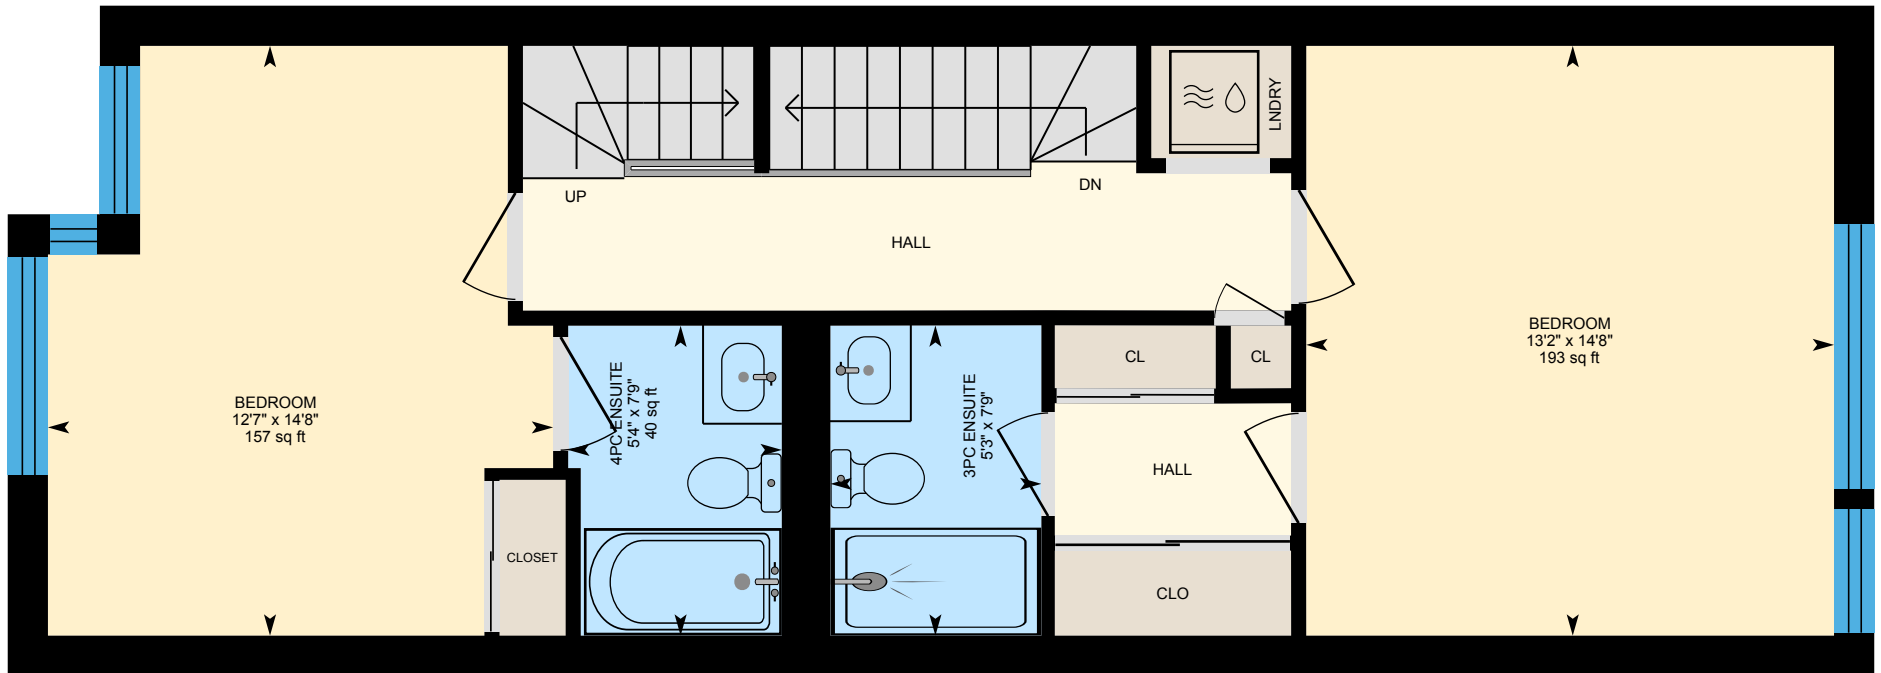 LNDRY
UP
DN
HALL
BEDROOM
13'2" x 14'8"
193 sq ft
CL
CL
BEDROOM
12'7" x 14'8"
157 sq ft
4PC ENSUITE
5'4" x 7'9"
40 sq ft
3PC ENSUITE
5'3" x 7'9"
HALL
CLOSET
CLO